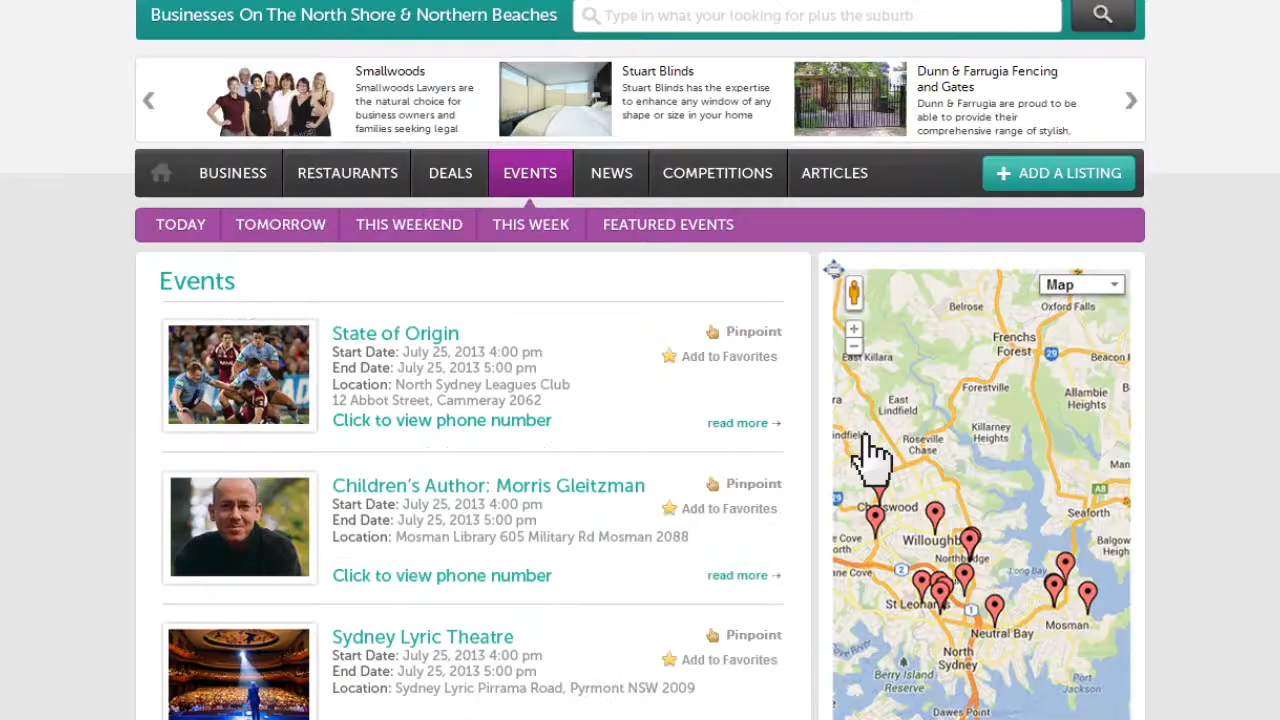 Businesses On The North Shore & Northern Beaches
Type in what your looking for plus the suburb.
Smallwoods
Smallwoods Lawyers are
the natural choice for
business owners and
families seeking legal
Stuart Blinds
Stuart Blinds has the expertise
to enhance any window of any
shape or size in your home
Dunn & Farrugia Fencing
and Gates
Dunn & Farrugia are proud to be
able to provide their
comprehensive range of stylish,
BUSINESS
RESTAURANTS
DEALS
EVENTS
NEWS
COMPETITIONS
ARTICLES
+ ADD A LISTING
TODAY
TOMORROW
THIS WEEKEND
THIS WEEK
FEATURED EVENTS
Events
State of Origin
Start Date: July 25, 2013 4:00 pm
End Date: July 25, 2013 5:00 pm
Location: North Sydney Leagues Club
12 Abbot Street, Cammeray 2062
Click to view phone number
Pinpoint
Add to Favorites
read more →
Children's Author: Morris Gleitzman
Start Date: July 25, 2013 4:00 pm
End Date: July 25, 2013 5:00 pm
Location: Mosman Library 605 Military Rd Mosman 2088
Click to view phone number
Pinpoint
Add to Favorites
read more →
Sydney Lyric Theatre
Start Date: July 25, 2013 4:00 pm
End Date: July 25, 2013 5:00 pm
Location: Sydney Lyric Pirrama Road, Pyrmont NSW 2009
Pinpoint
Add to Favorites
Map
Belrose
Oxford Falls
Frenchs
Forest
29
East Killara
Beacon
Forestville
Allambie
Heights
East
Lindfield
Killarney
Heights
Roseville
Chase
A8
Seaforth
Willoughb
Balgow
Heig
Northbridge
2
Long Bay
St Leonards
1
Mosman
Neutral Bay
North
Sydney
Berry Island
Reserve
Port
Jackson
Dawes Point